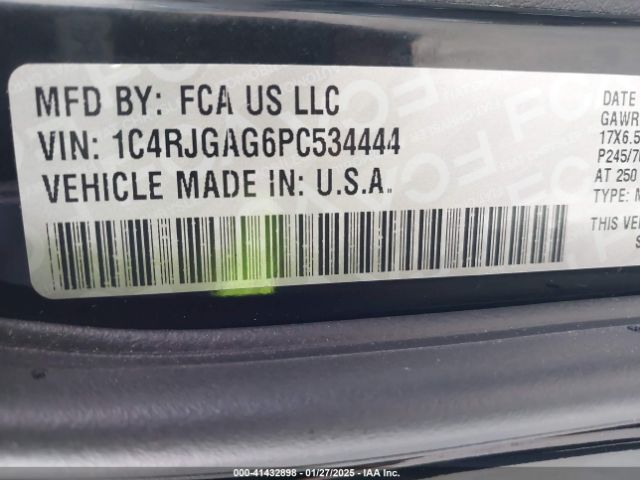 MFD BY: FCA US LLC
VIN: 1C4RJGAG6PC534444
VEHICLE MADE IN: U.S.A.
DATE
GAWR
17X6.5
P245/7
AT 250
TYPE:
THIS VE
000-41432898 - 01/27/2025 - IAA Inc.